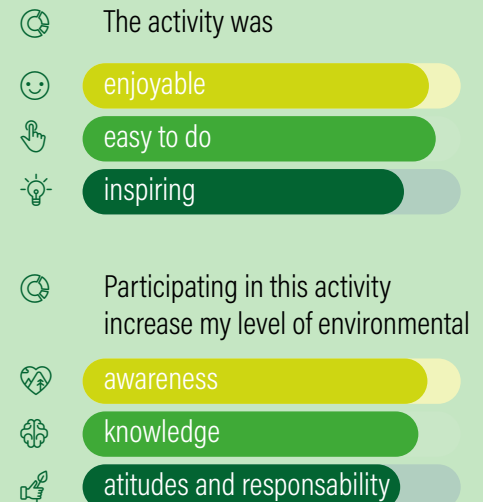 The activity was
enjoyable
easy to do
inspiring
Participating in this activity
increase my level of environmental
awareness
knowledge
atitudes and responsability